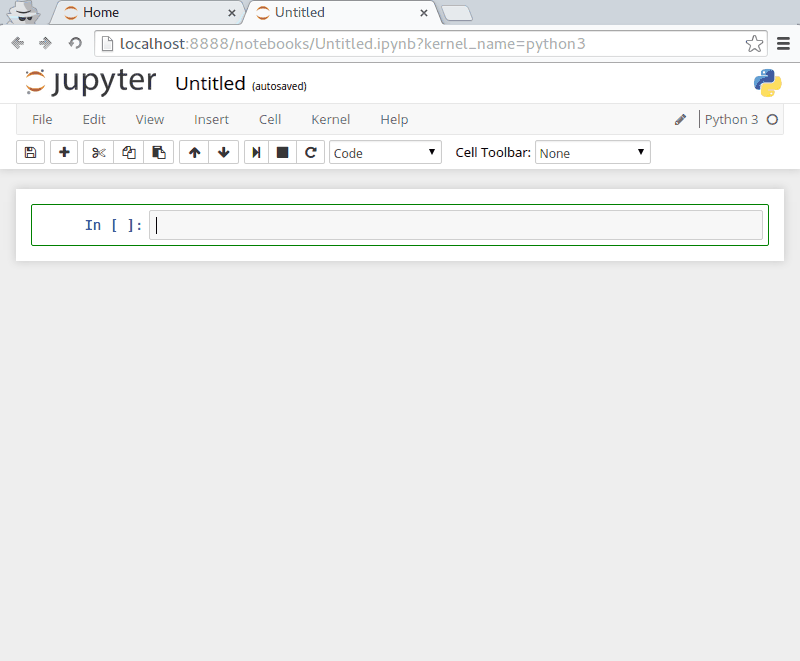 Home Untitled
localhost:8888/notebooks/Untitled.ipynb?kernel_name=python3
jupyter Untitled (autosaved)
File Edit View Insert Cell Kernel Help Python 3
Code Cell Toolbar: None
In [ ]: